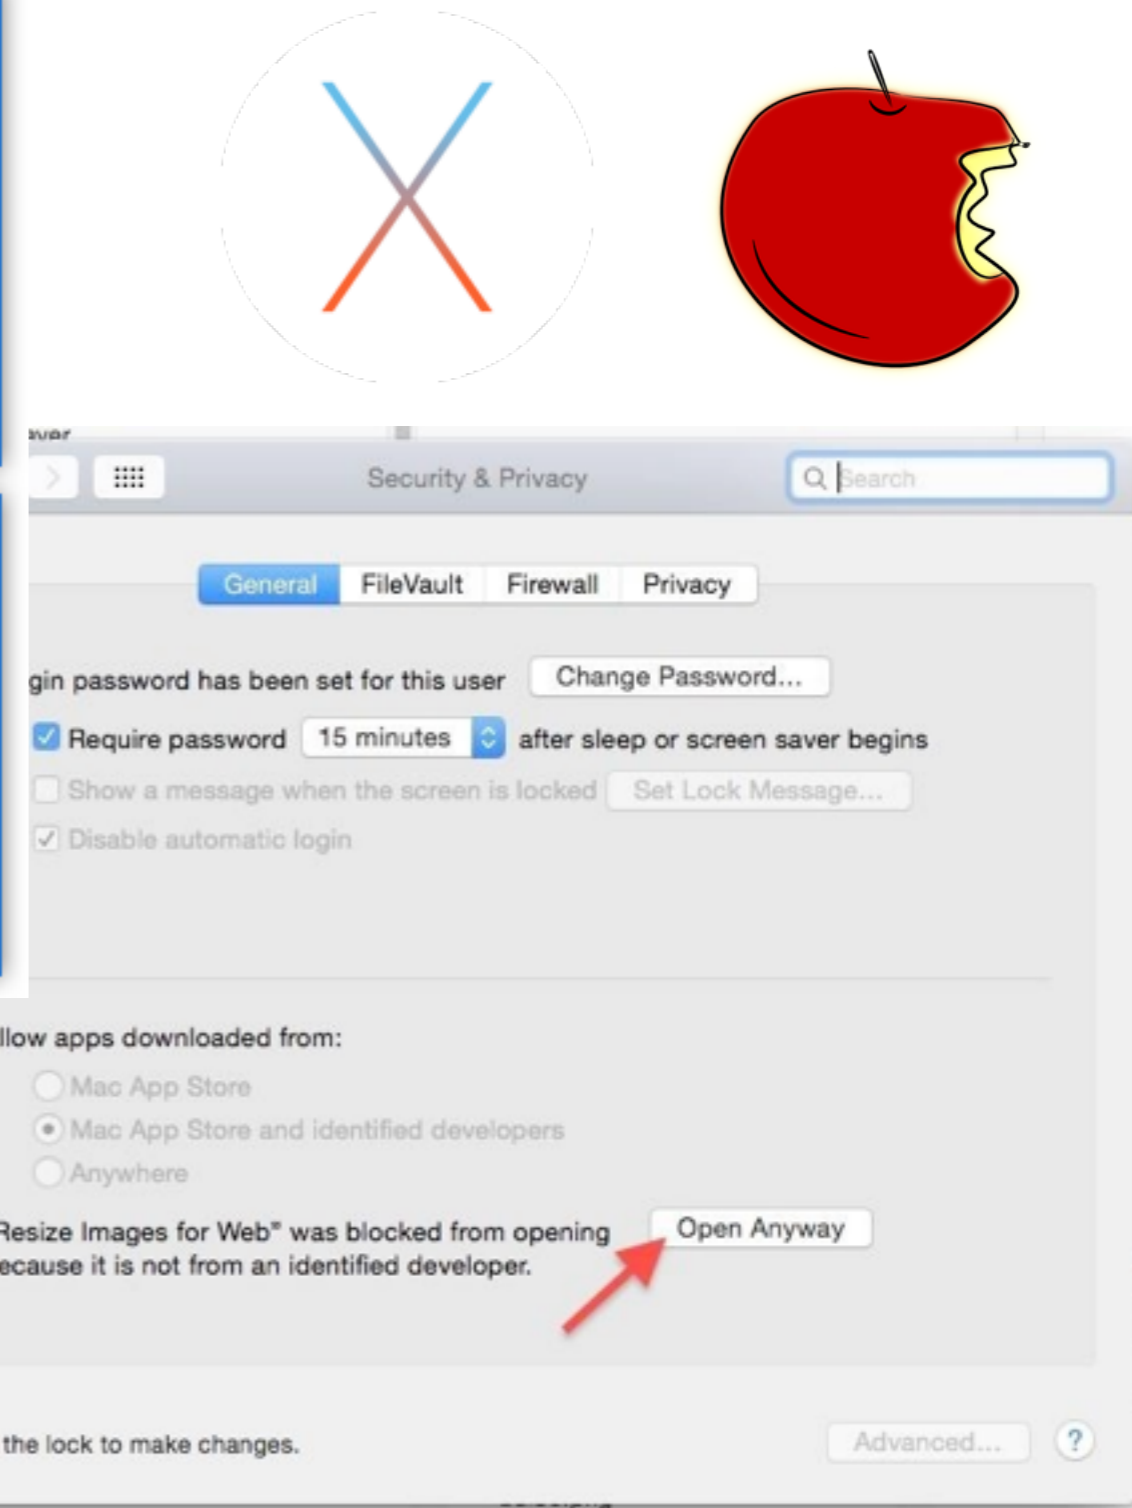 aver
Security & Privacy
Search
General FileVault Firewall Privacy
gin password has been set for this user Change Password...
Require password 15 minutes after sleep or screen saver begins
Show a message when the screen is locked Set Lock Message...
Disable automatic login
llow apps downloaded from:
Mac App Store
Mac App Store and identified developers
Anywhere
Resize Images for Web" was blocked from opening Open Anyway
ecause it is not from an identified developer.
the lock to make changes. Advanced... ?